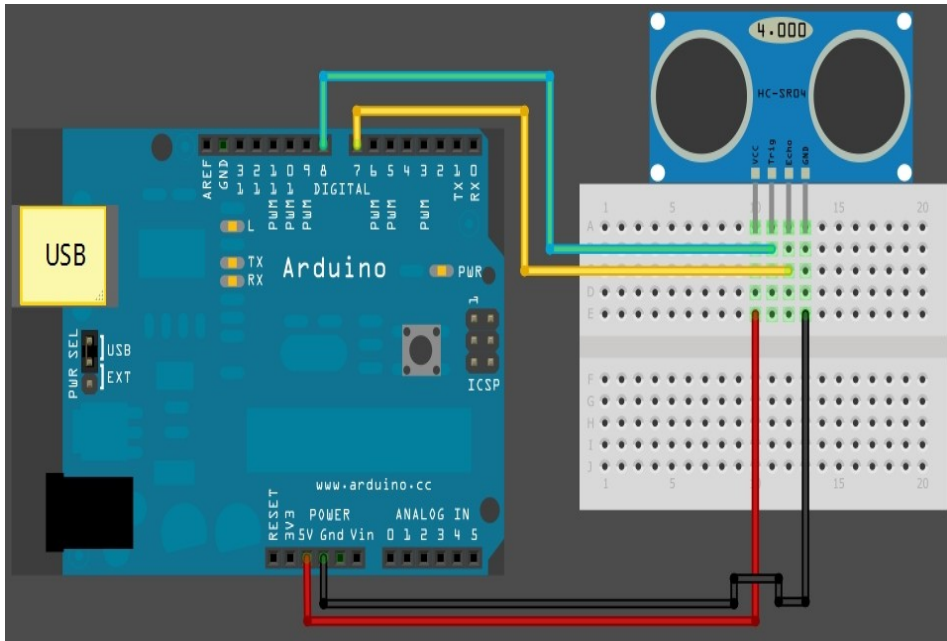 4.000
HC-SR04
VCC
Trig
Echo
GND
AREF
GND
13
12
11
10
9
8
7
6
5
4
3
2
1
0
TX
RX
DIGITAL
PWM
PWM
PWM
PWM
PWM
PWM
L
TX
RX
Arduino
PWR
USB
1
ICSP
PWR SEL
USB
EXT
www.arduino.cc
RESET
3V3
5V
POWER
Gnd
Vin
ANALOG IN
0 1 2 3 4 5
1 5 10 15 20
A
D
E
F
G
H
I
J
1 5 15 20